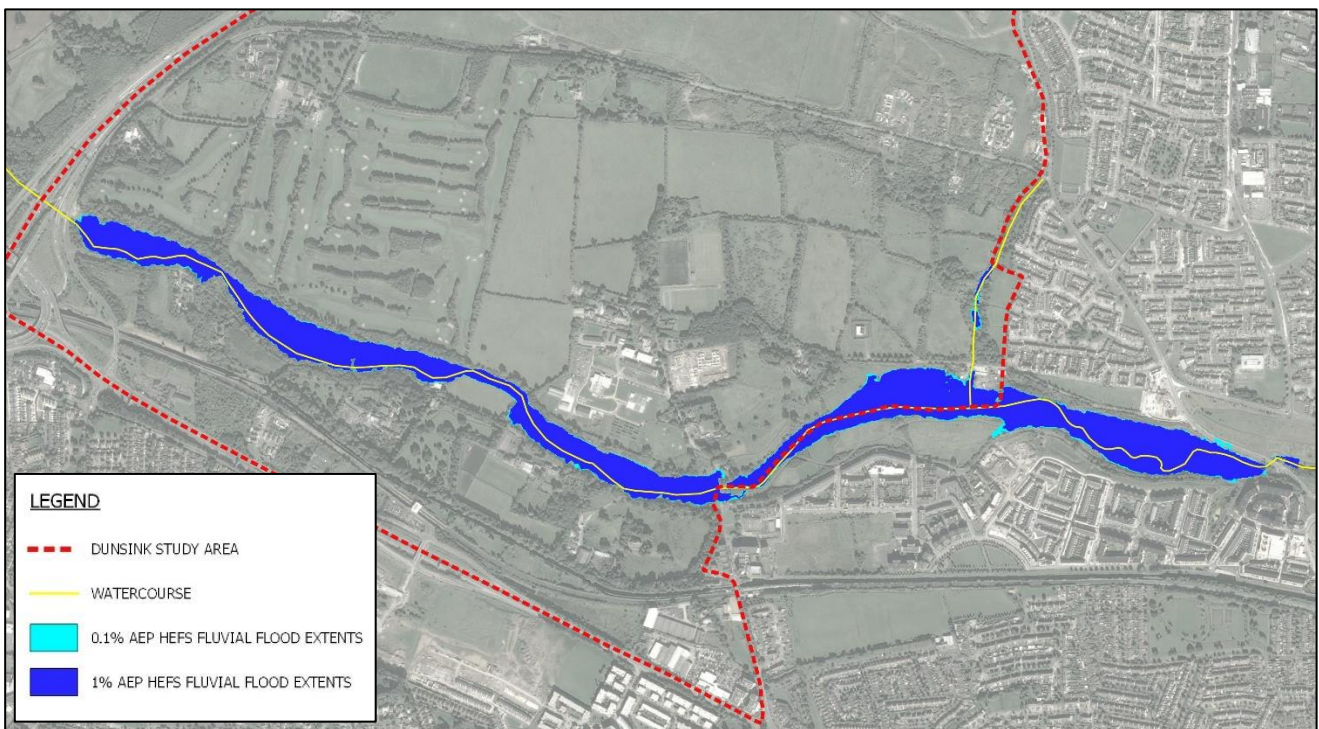 LEGEND
DUNSINK STUDY AREA
WATERCOURSE
0.1% AEP HEFS FLUVIAL FLOOD EXTENTS
1% AEP HEFS FLUVIAL FLOOD EXTENTS